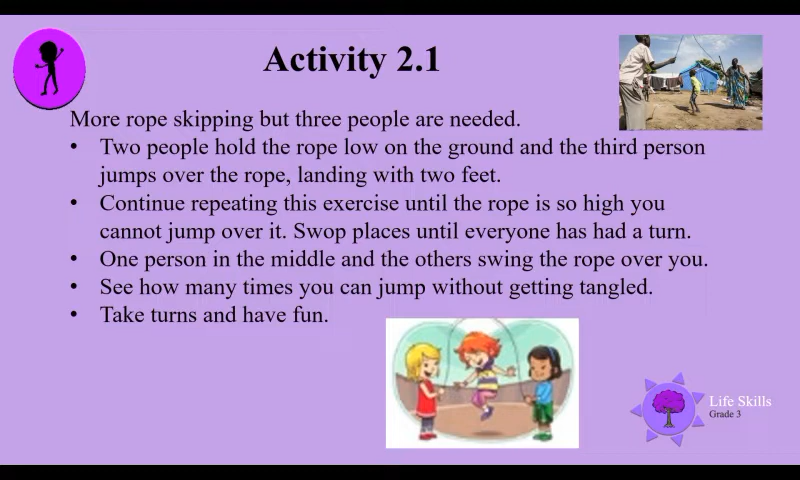 Activity 2.1
More rope skipping but three people are needed.
• Two people hold the rope low on the ground and the third person
jumps over the rope, landing with two feet.
• Continue repeating this exercise until the rope is so high you
cannot jump over it. Swop places until everyone has had a turn.
• One person in the middle and the others swing the rope over you.
• See how many times you can jump without getting tangled.
• Take turns and have fun.
Life Skills
Grade 3